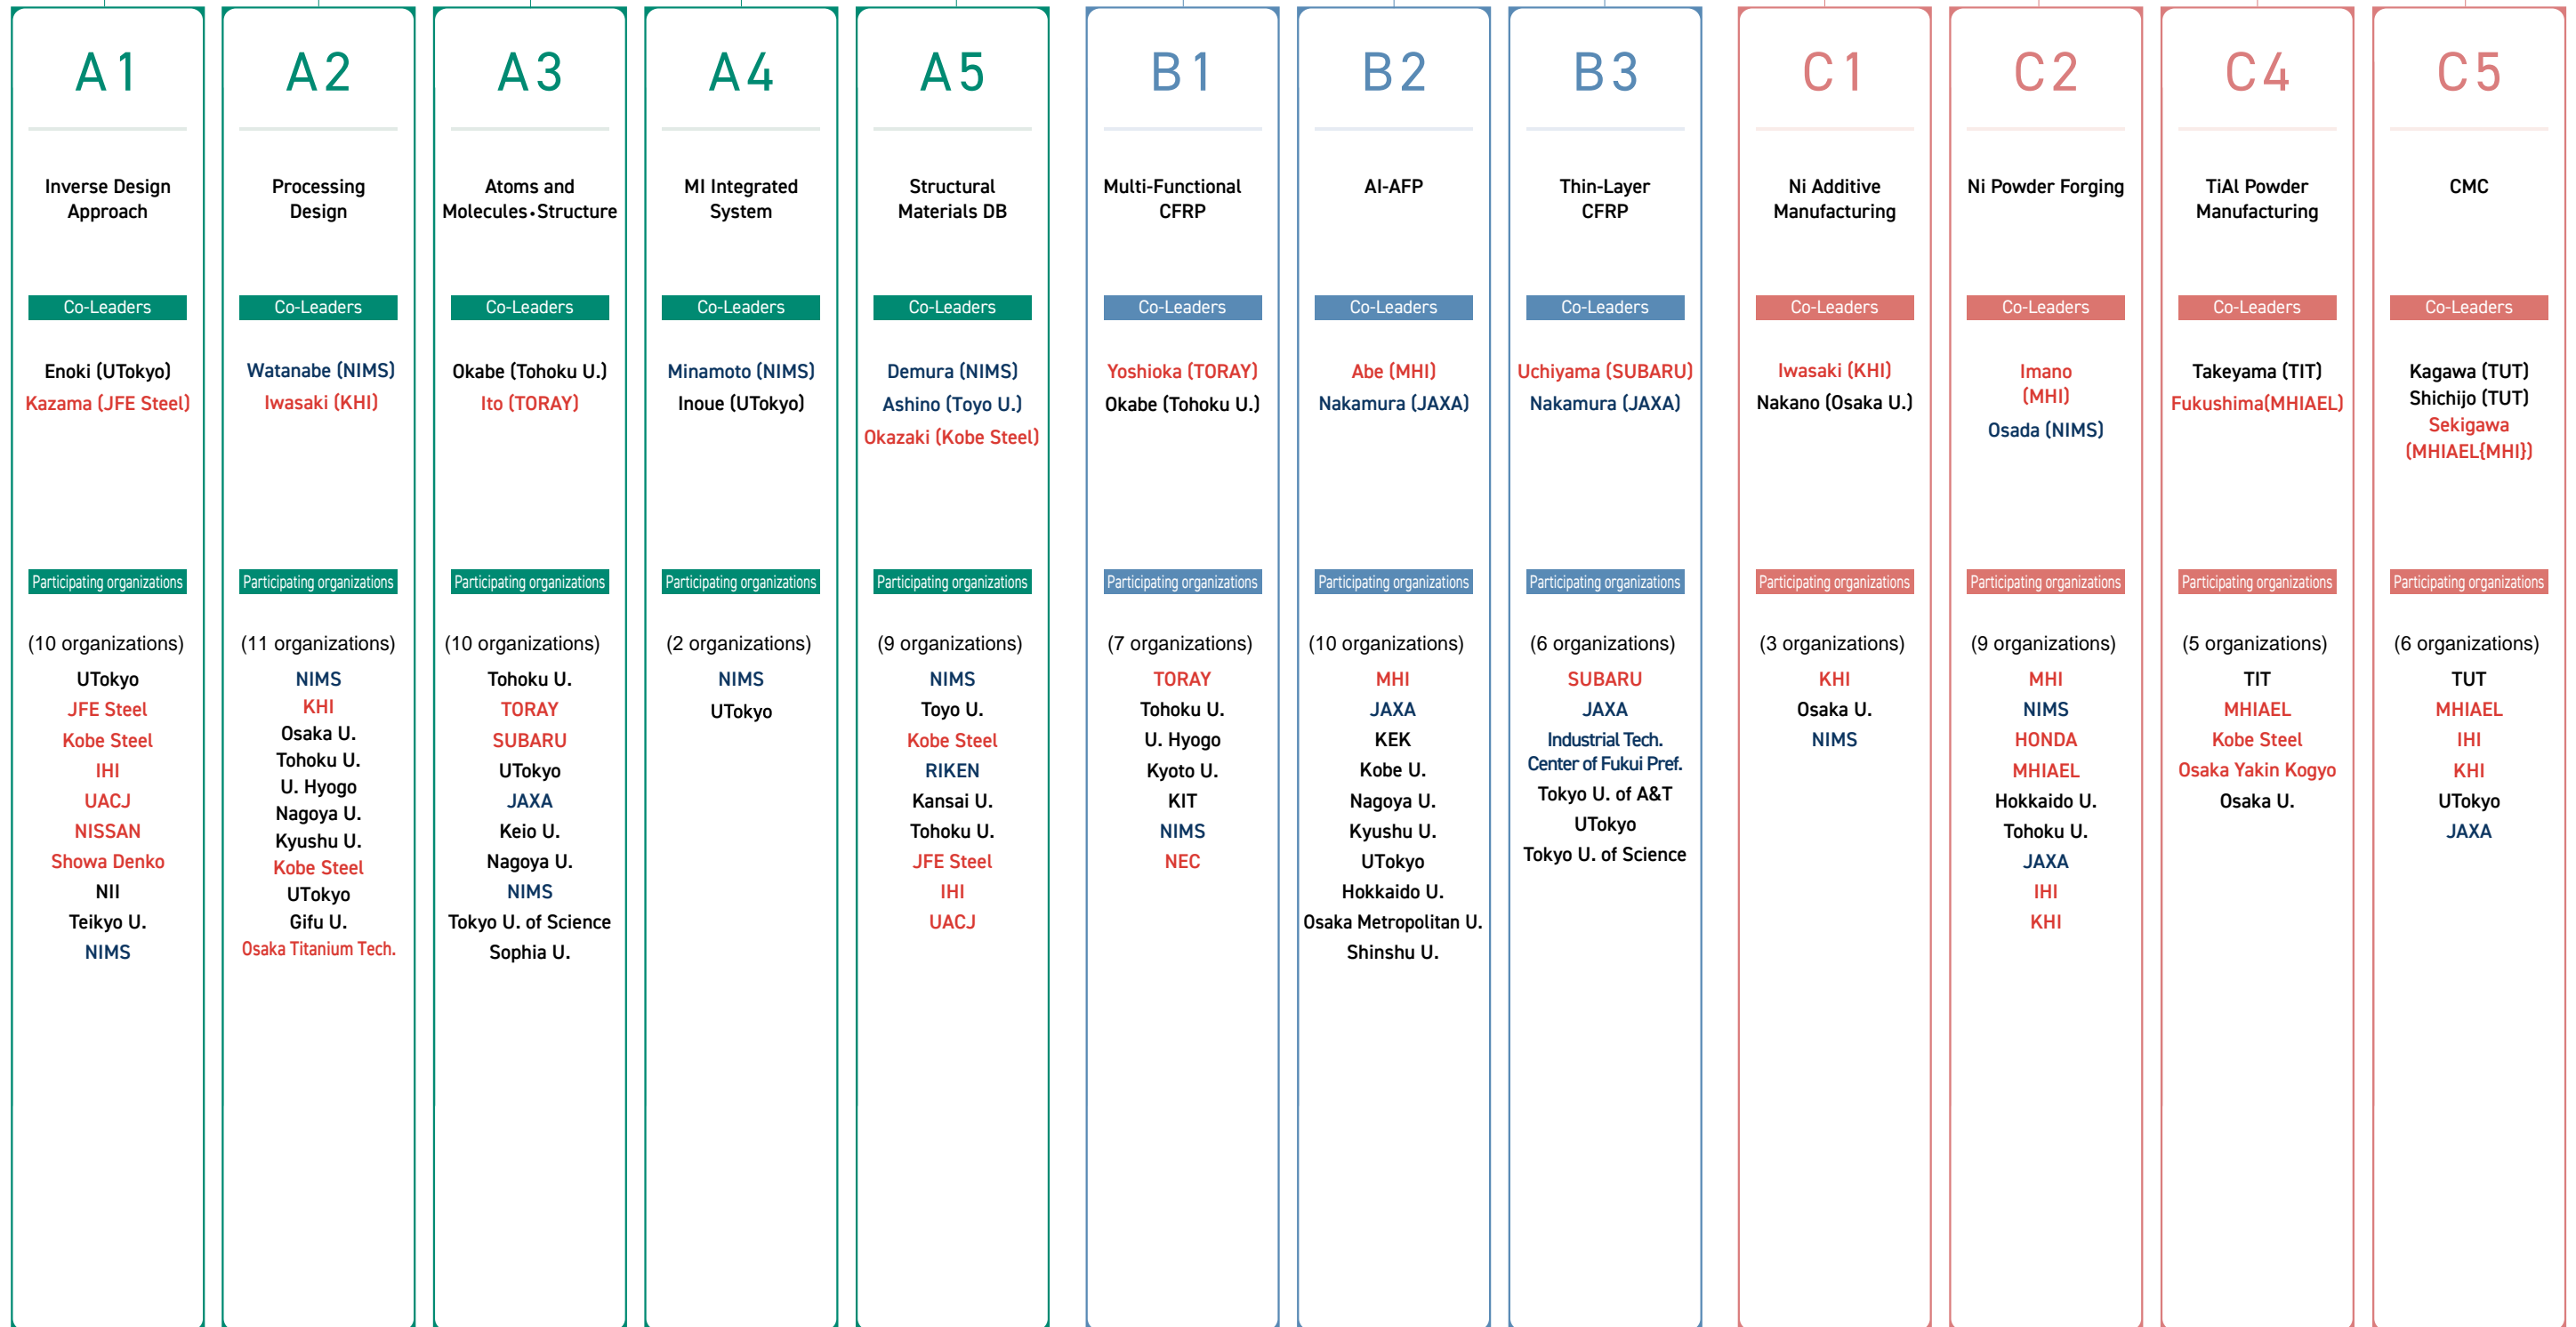 A1
Inverse Design
Approach
Co-Leaders
Enoki (UTokyo)
Kazama (JFE Steel)
Participating organizations
(10 organizations)
UTokyo
JFE Steel
Kobe Steel
IHI
UACJ
NISSAN
Showa Denko
NII
Teikyo U.
NIMS
A2
Processing
Design
Co-Leaders
Watanabe (NIMS)
Iwasaki (KHI)
Participating organizations
(11 organizations)
NIMS
KHI
Osaka U.
Tohoku U.
U. Hyogo
Nagoya U.
Kyushu U.
Kobe Steel
UTokyo
Gifu U.
Osaka Titanium Tech.
A3
Atoms and
Molecules・Structure
Co-Leaders
Okabe (Tohoku U.)
Ito (TORAY)
Participating organizations
(10 organizations)
Tohoku U.
TORAY
SUBARU
UTokyo
JAXA
Keio U.
Nagoya U.
NIMS
Tokyo U. of Science
Sophia U.
A4
MI Integrated
System
Co-Leaders
Minamoto (NIMS)
Inoue (UTokyo)
Participating organizations
(2 organizations)
NIMS
UTokyo
A5
Structural
Materials DB
Co-Leaders
Demura (NIMS)
Ashino (Toyo U.)
Okazaki (Kobe Steel)
Participating organizations
(9 organizations)
NIMS
Toyo U.
Kobe Steel
RIKEN
Kansai U.
Tohoku U.
JFE Steel
IHI
UACJ
B1
Multi-Functional
CFRP
Co-Leaders
Yoshioka (TORAY)
Okabe (Tohoku U.)
Participating organizations
(7 organizations)
TORAY
Tohoku U.
U. Hyogo
Kyoto U.
KIT
NIMS
NEC
B2
AI-AFP
Co-Leaders
Abe (MHI)
Nakamura (JAXA)
Participating organizations
(10 organizations)
MHI
JAXA
KEK
Kobe U.
Nagoya U.
Kyushu U.
UTokyo
Hokkaido U.
Osaka Metropolitan U.
Shinshu U.
B3
Thin-Layer
CFRP
Co-Leaders
Uchiyama (SUBARU)
Nakamura (JAXA)
Participating organizations
(6 organizations)
SUBARU
JAXA
Industrial Tech.
Center of Fukui Pref.
Tokyo U. of A&T
UTokyo
Tokyo U. of Science
C1
Ni Additive
Manufacturing
Co-Leaders
Iwasaki (KHI)
Nakano (Osaka U.)
Participating organizations
(3 organizations)
KHI
Osaka U.
NIMS
C2
Ni Powder Forging
Co-Leaders
Imano
(MHI)
Osada (NIMS)
Participating organizations
(9 organizations)
MHI
NIMS
HONDA
MHIAEL
Hokkaido U.
Tohoku U.
JAXA
IHI
KHI
C4
TiAl Powder
Manufacturing
Co-Leaders
Takeyama (TIT)
Fukushima(MHIAEL)
Participating organizations
(5 organizations)
TIT
MHIAEL
Kobe Steel
Osaka Yakin Kogyo
Osaka U.
C5
CMC
Co-Leaders
Kagawa (TUT)
Shichijo (TUT)
Sekigawa
(MHIAEL{MHI})
Participating organizations
(6 organizations)
TUT
MHIAEL
IHI
KHI
UTokyo
JAXA